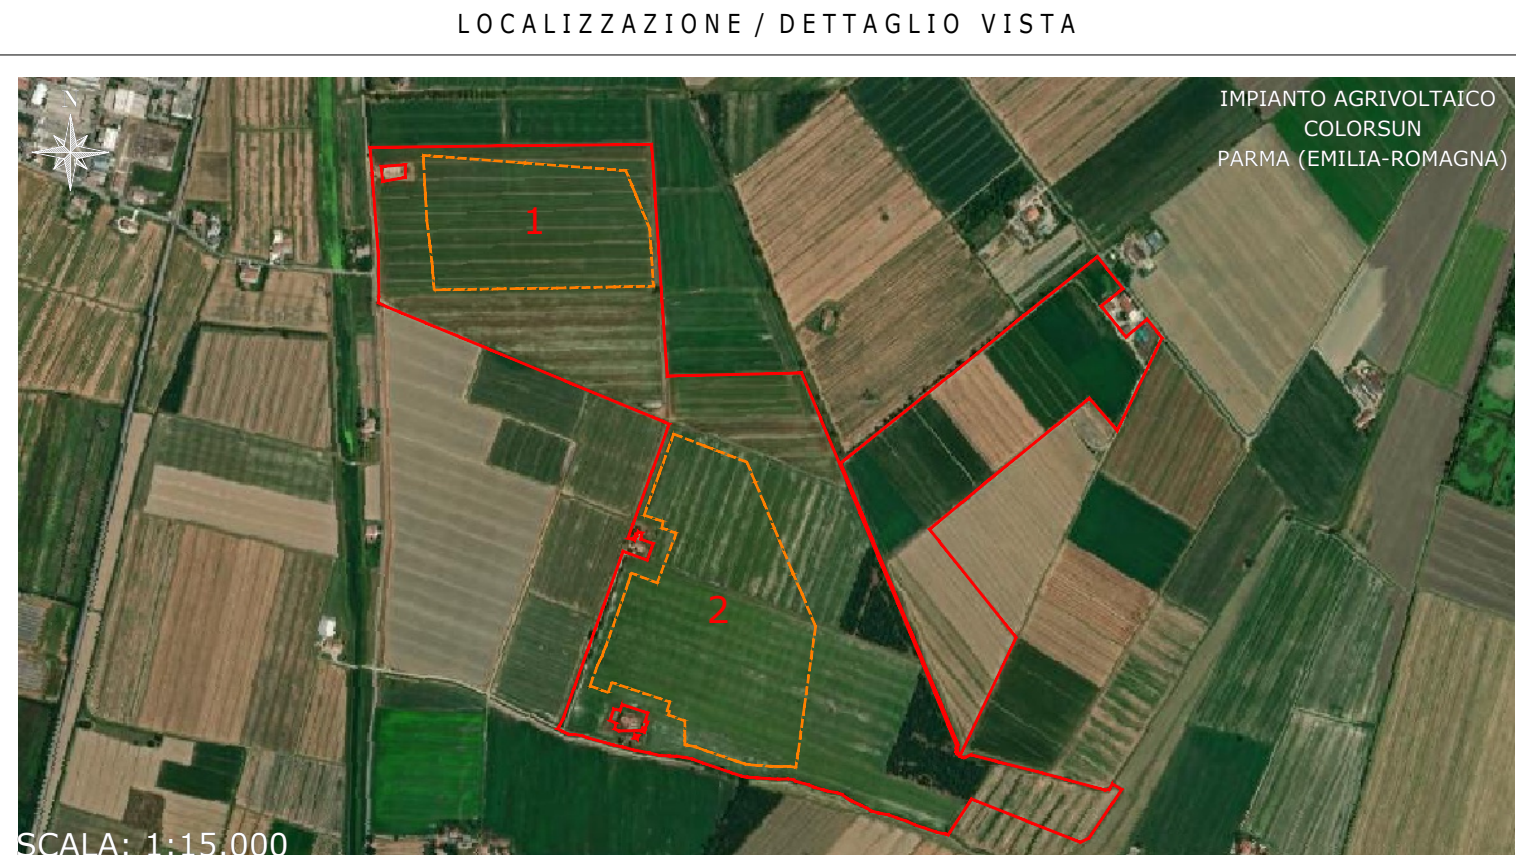 LOCALIZZAZIONE / DETTAGLIO VISTA
IMPIANTO AGRIVOLTAICO
COLORSUN
PARMA (EMILIA-ROMAGNA)
1
2
SCALA: 1:15.000